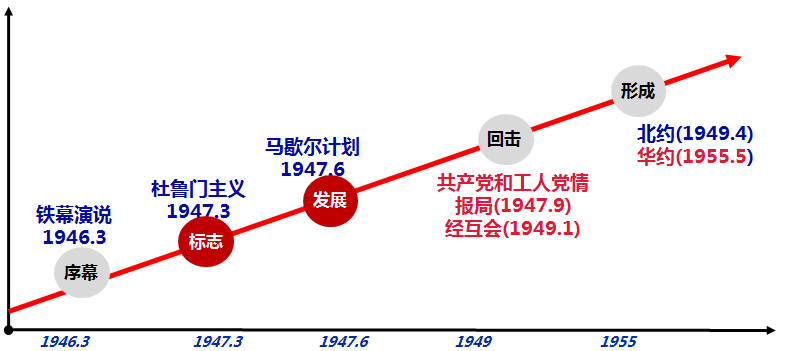 形成
北约(1949.4)
华约(1955.5)
回击
马歇尔计划
1947.6
共产党和工人党情
报局(1947.9)
经互会(1949.1)
杜鲁门主义
1947.3
发展
铁幕演说
1946.3
标志
序幕
1946.3
1947.3
1947.6
1949
1955